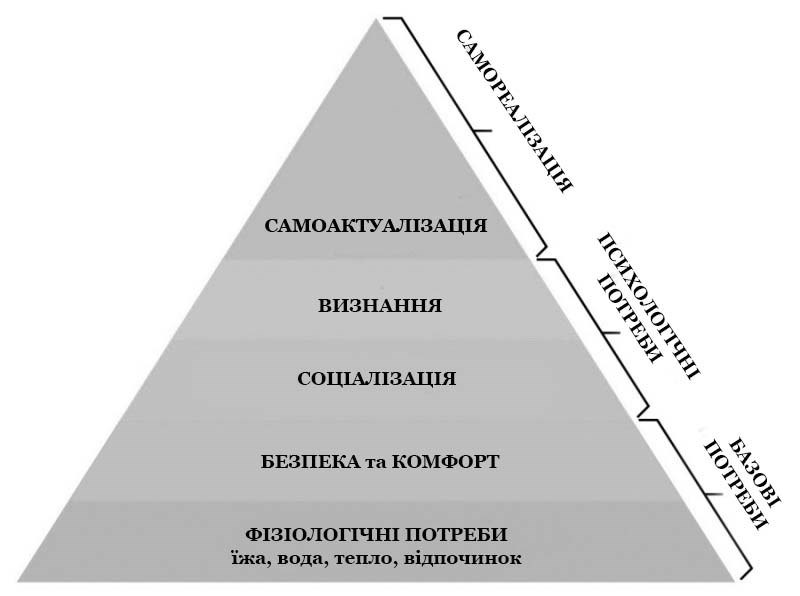 САМОРЕАЛІЗАЦІЯ
САМОАКТУАЛІЗАЦІЯ
ПСИХОЛОГІЧНІ
ПОТРЕБИ
ВИЗНАННЯ
СОЦІАЛІЗАЦІЯ
БАЗОВІ
ПОТРЕБИ
БЕЗПЕКА та КОМФОРТ
ФІЗІОЛОГІЧНІ ПОТРЕБИ
їжа, вода, тепло, відпочинок